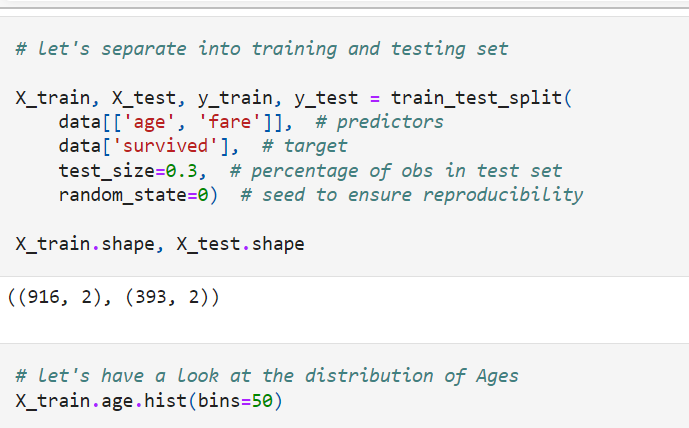 # let's separate into training and testing set
X_train, X_test, y_train, y_test = train_test_split(
data[['age', 'fare']],  # predictors
data['survived'],  # target
test_size=0.3,  # percentage of obs in test set
random_state=0)  # seed to ensure reproducibility
X_train.shape, X_test.shape
((916, 2), (393, 2))
# let's have a look at the distribution of Ages
X_train.age.hist(bins=50)